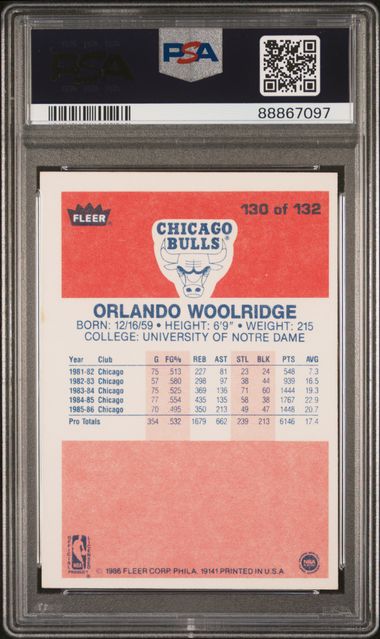 PSA
PSA
88867097
FLEER
130 of 132
CHICAGO
BULLS®
ORLANDO WOOLRIDGE
BORN: 12/16/59 • HEIGHT: 6'9" • WEIGHT: 215
COLLEGE: UNIVERSITY OF NOTRE DAME
Year Club G FG% REB AST STL BLK PTS AVG
1981-82 Chicago 75 .513 227 81 23 24 548 7.3
1982-83 Chicago 57 .580 298 97 38 44 939 16.5
1983-84 Chicago 75 .525 369 136 71 60 1444 19.3
1984-85 Chicago 77 .554 435 135 58 38 1767 22.9
1985-86 Chicago 70 .495 350 213 49 47 1448 20.7
Pro Totals 354 .532 1679 662 239 213 6146 17.4
NBA
© 1986 FLEER CORP. PHILA. 19141 PRINTED IN U.S.A